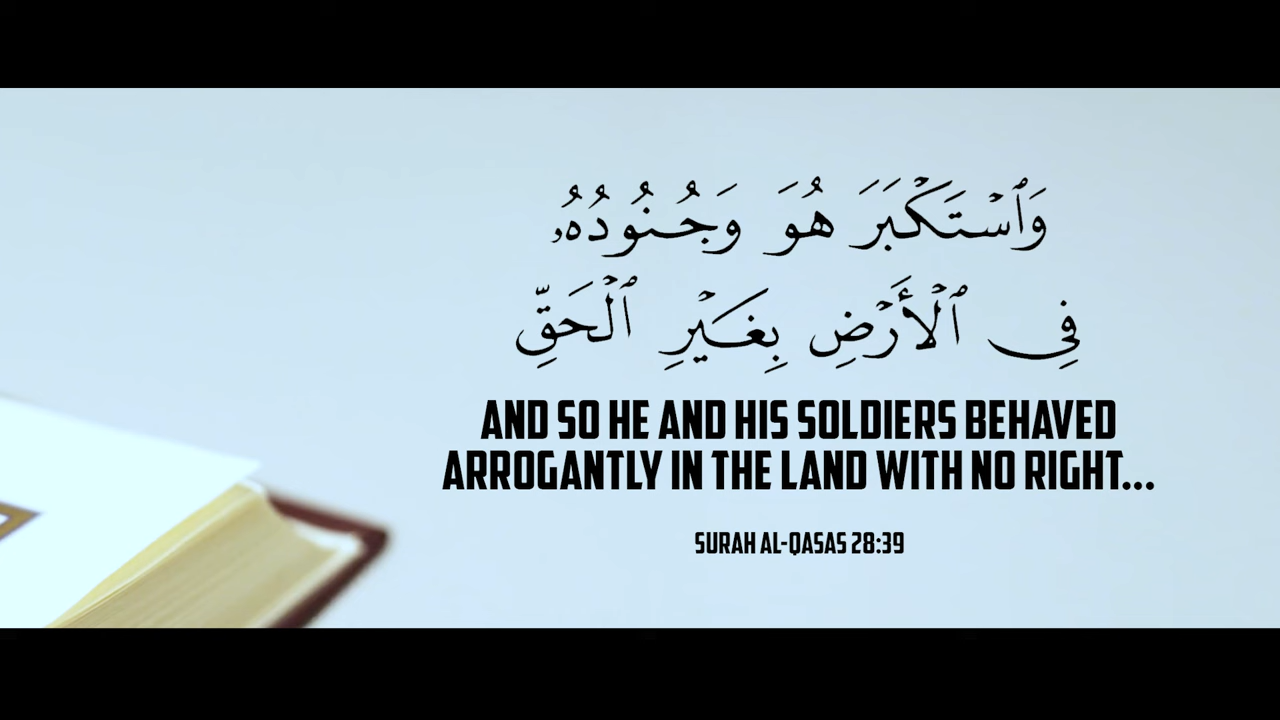 وَٱسْتَكْبَرَ هُوَ وَجُنُودُهُۥ
فِى ٱلْأَرْضِ بِغَيْرِ ٱلْحَقِّ
AND SO HE AND HIS SOLDIERS BEHAVED
ARROGANTLY IN THE LAND WITH NO RIGHT...
SURAH AL-QASAS 28:39